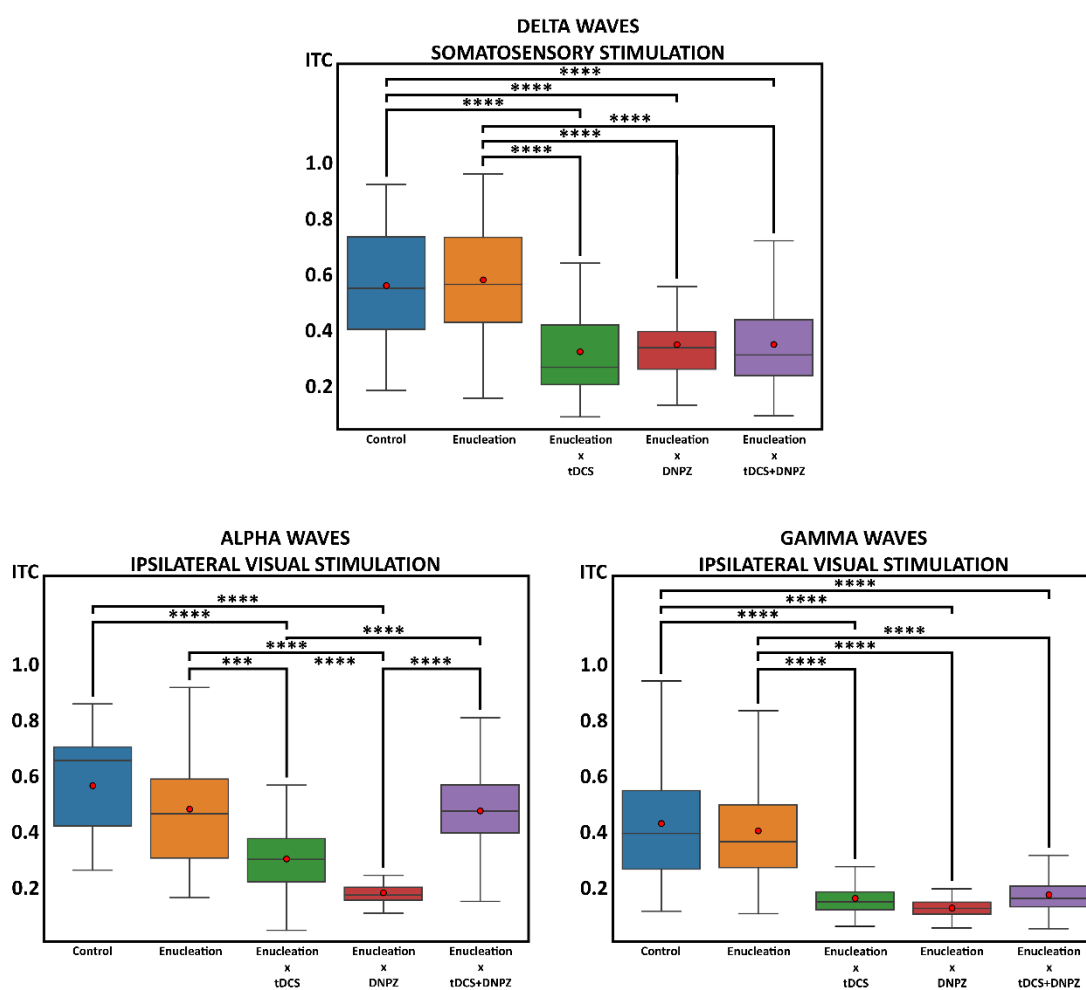 DELTA WAVES
SOMATOSENSORY STIMULATION
ITC
****
****
****
****
****
****
1.0
0.8
0.6
0.4
0.2
Control Enucleation Enucleation Enucleation Enucleation
x x x
tDCS DNPZ tDCS+DNPZ
ALPHA WAVES
IPSILATERAL VISUAL STIMULATION
ITC
****
****
****
****
*** **** ****
1.0
0.8
0.6
0.4
0.2
Control Enucleation Enucleation Enucleation Enucleation
x x x
tDCS DNPZ tDCS+DNPZ
GAMMA WAVES
IPSILATERAL VISUAL STIMULATION
ITC
****
****
****
****
****
****
1.0
0.8
0.6
0.4
0.2
Control Enucleation Enucleation Enucleation Enucleation
x x x
tDCS DNPZ tDCS+DNPZ